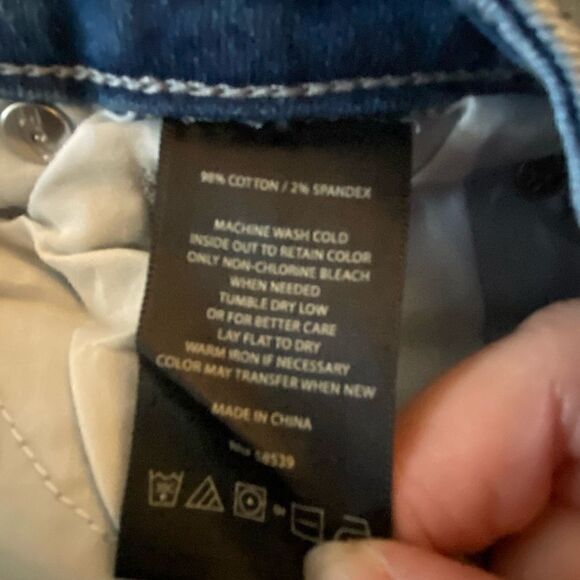 98% COTTON / 2% SPANDEX
MACHINE WASH COLD
INSIDE OUT TO RETAIN COLOR
ONLY NON-CHLORINE BLEACH
WHEN NEEDED
TUMBLE DRY LOW
OR FOR BETTER CARE
LAY FLAT TO DRY
WARM IRON IF NECESSARY
COLOR MAY TRANSFER WHEN NEW
MADE IN CHINA